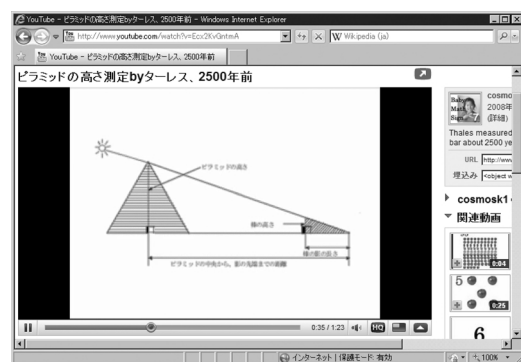 YouTube - ピラミッドの高さ測定byターレス、2500年前 - Windows Internet Explorer
http://www.youtube.com/watch?v=Ecx2KvGntmA
Wikipedia (ja)
YouTube - ピラミッドの高さ測定byターレス、2500年前
ピラミッドの高さ測定byターレス、2500年前
ピラミッドの高さ
棒の高さ
棒の影の長さ
ピラミッドの中央から、影の先端までの距離
0:35 / 1:23
HQ
Baby
Math
Sign
cosmo
2008年
(詳細)
Thales measured
bar about 2500 ye
URL http://www
埋込み <object w
cosmosk1
関連動画
0:04
5
0:25
6
インターネット | 保護モード: 有効
100%